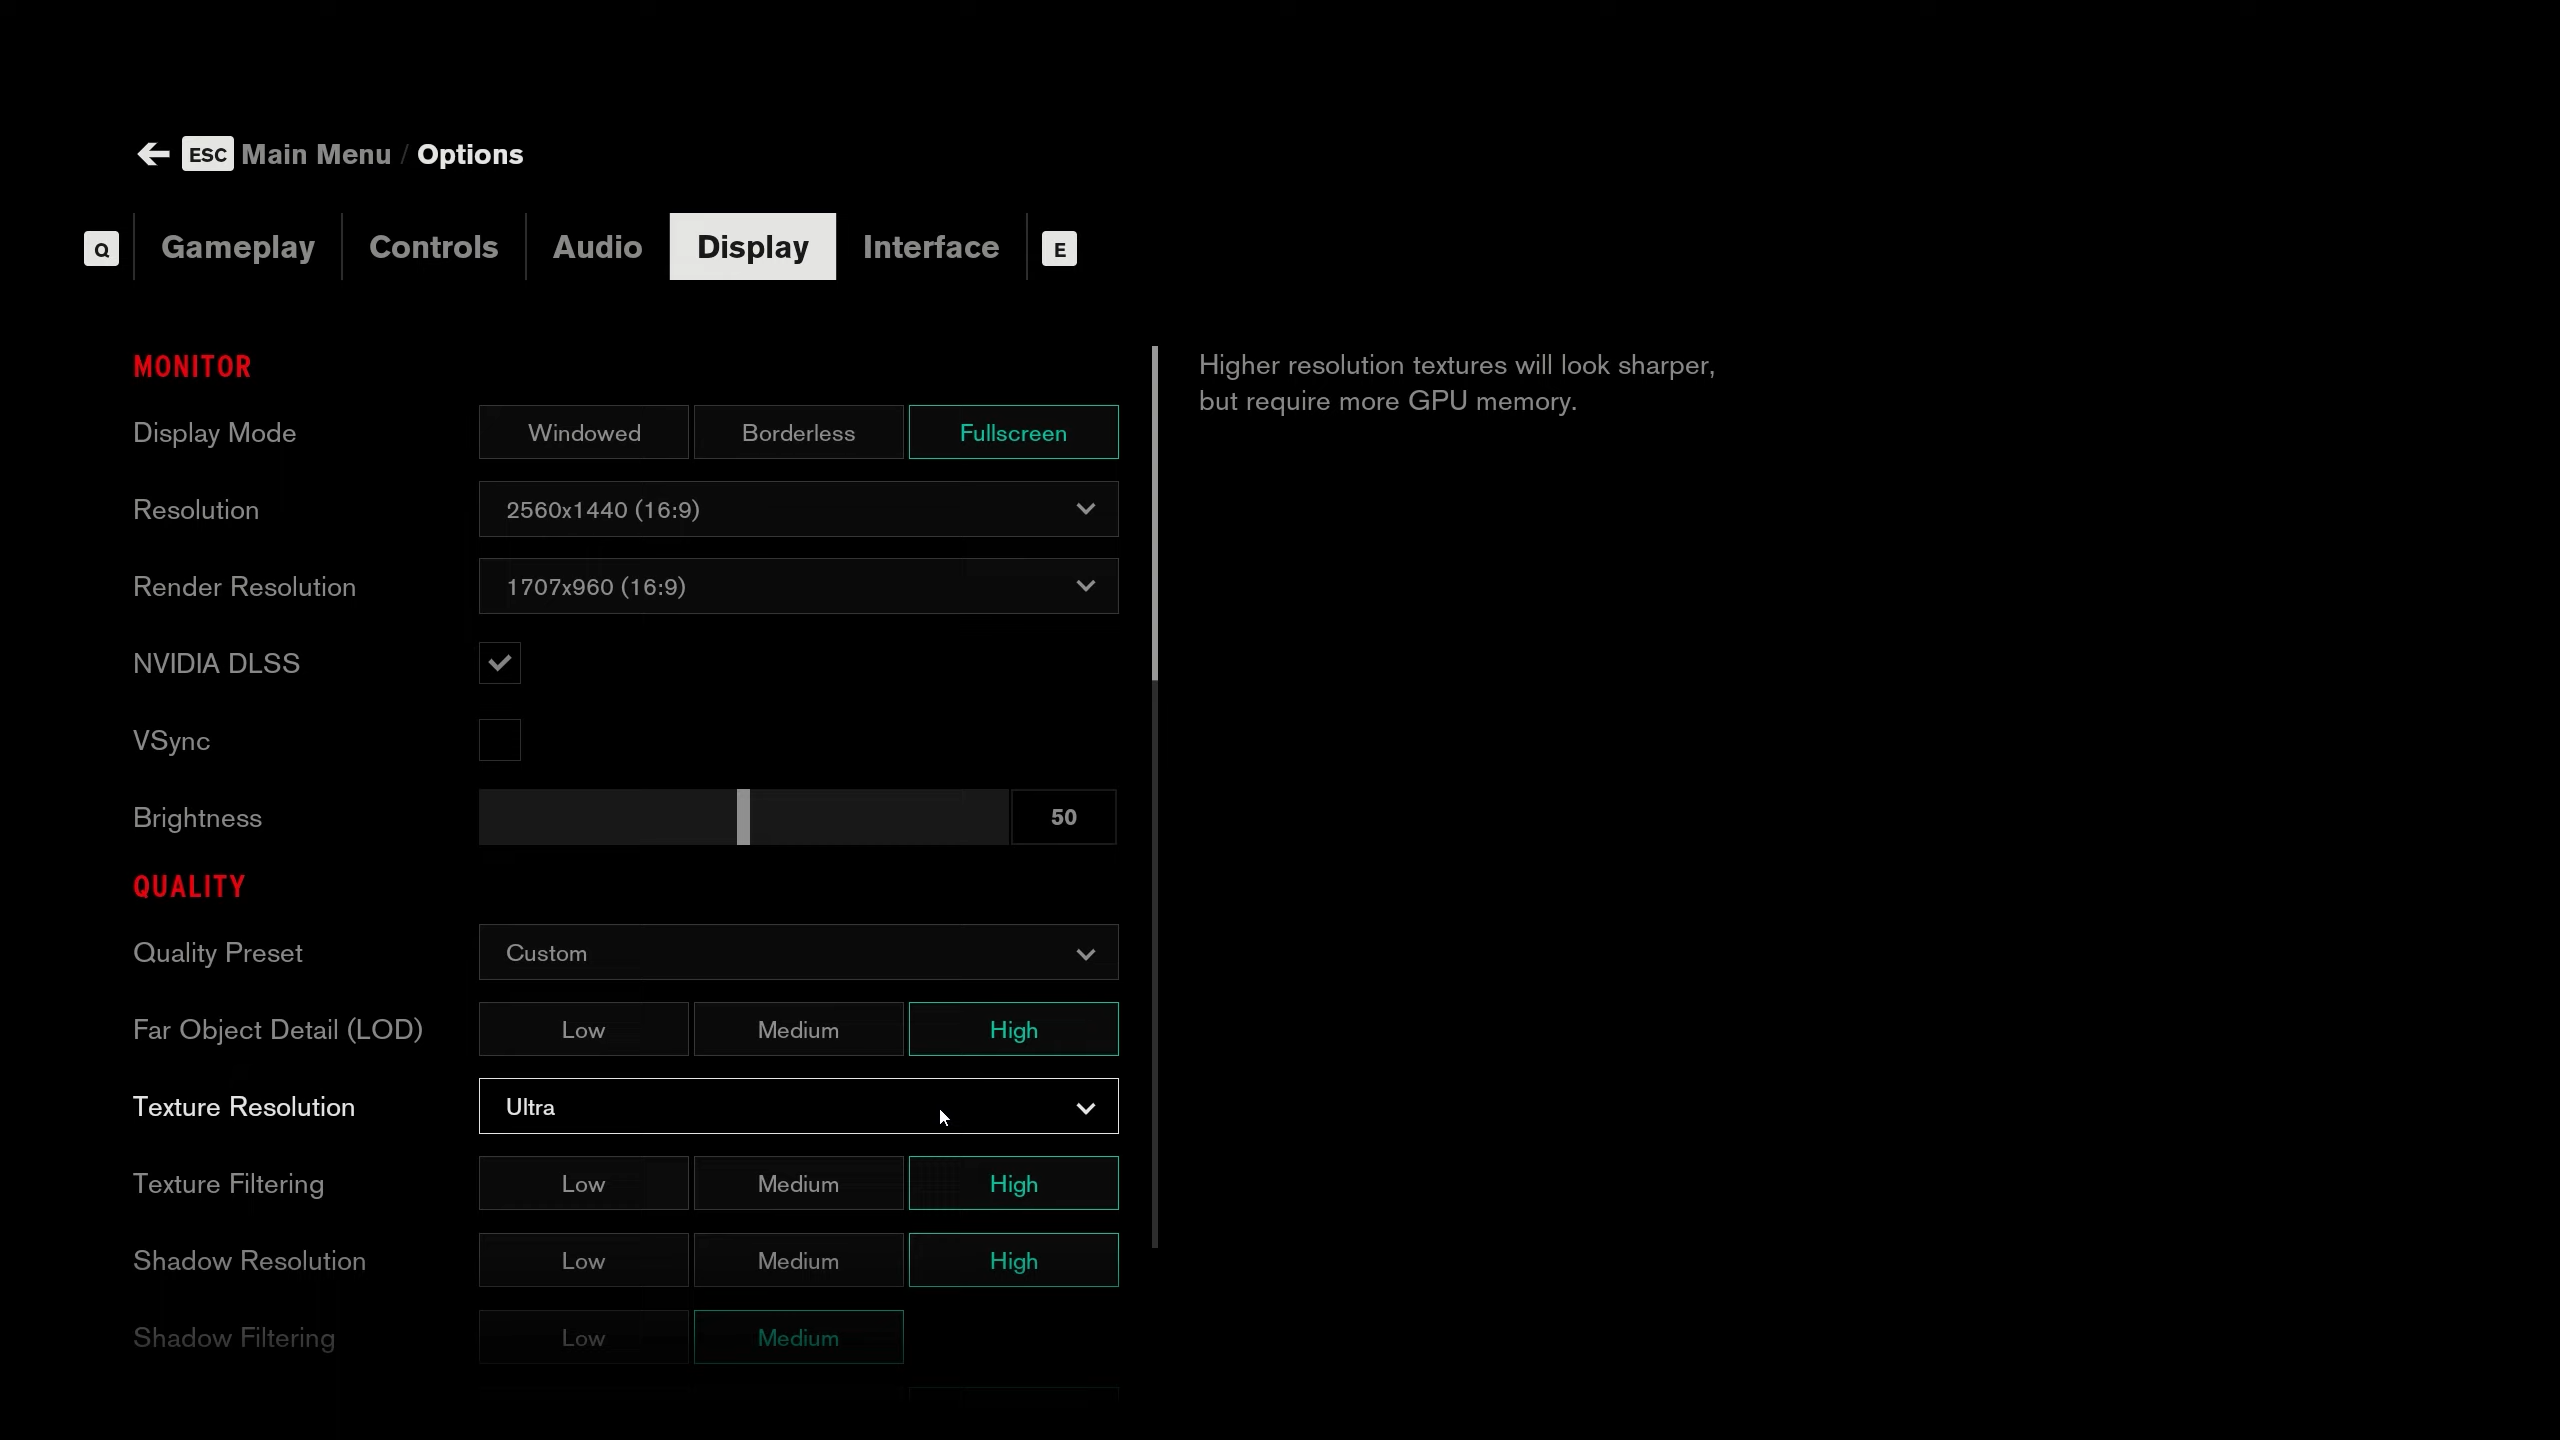 ESC Main Menu / Options
Q Gameplay Controls Audio Display Interface E
MONITOR
Higher resolution textures will look sharper,
but require more GPU memory.
Display Mode Windowed Borderless Fullscreen
Resolution 2560x1440 (16:9)
Render Resolution 1707x960 (16:9)
NVIDIA DLSS
VSync
Brightness 50
QUALITY
Quality Preset Custom
Far Object Detail (LOD) Low Medium High
Texture Resolution Ultra
Texture Filtering Low Medium High
Shadow Resolution Low Medium High
Shadow Filtering Low Medium